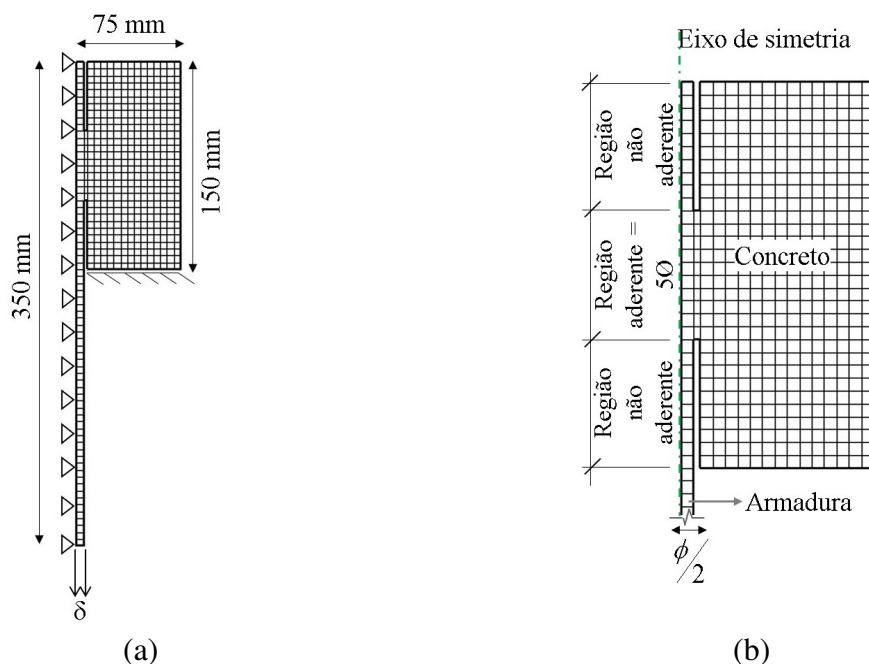 75 mm
350 mm
150 mm
δ
(a)
Eixo de simetria
Região
não
aderente
Região
aderente =
5Ø
Região
não
aderente
Concreto
Armadura
ϕ/2
(b)